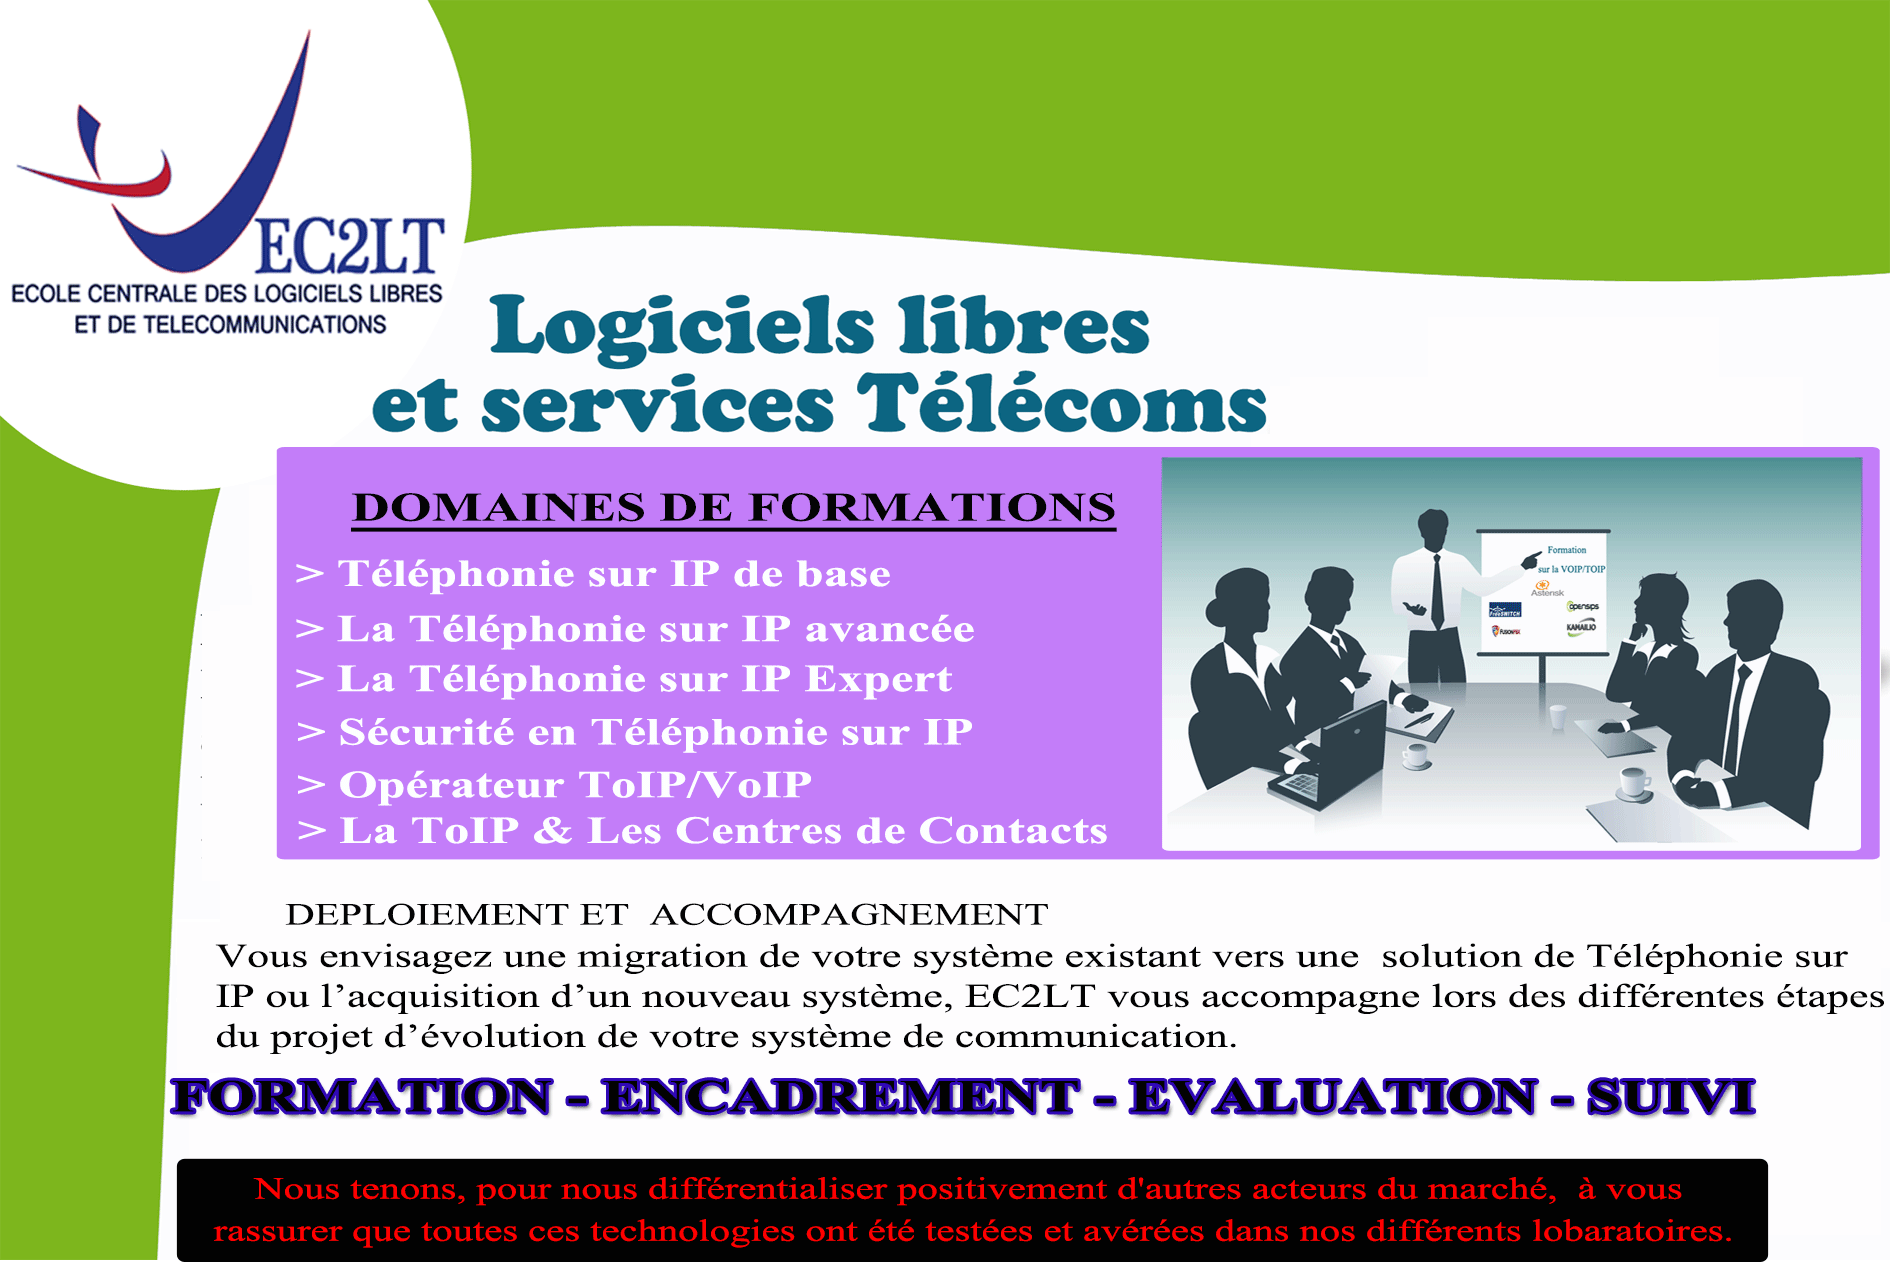 EC2LT
ECOLE CENTRALE DES LOGICIELS LIBRES
ET DE TELECOMMUNICATIONS
Logiciels libres
et services Télécoms
DOMAINES DE FORMATIONS
> Téléphonie sur IP de base
> La Téléphonie sur IP avancée
> La Téléphonie sur IP Expert
> Sécurité en Téléphonie sur IP
> Opérateur ToIP/VoIP
> La ToIP & Les Centres de Contacts
Formation
sur la VOIP/TOIP
Asterisk
FreeSWITCH
OPENSIPS
FUSIONPBX
KAMAILIO
DEPLOIEMENT ET ACCOMPAGNEMENT
Vous envisagez une migration de votre système existant vers une solution de Téléphonie sur
IP ou l’acquisition d’un nouveau système, EC2LT vous accompagne lors des différentes étapes
du projet d’évolution de votre système de communication.
FORMATION - ENCADREMENT - EVALUATION - SUIVI
Nous tenons, pour nous différentialiser positivement d'autres acteurs du marché, à vous
rassurer que toutes ces technologies ont été testées et avérées dans nos différents lobaratoires.